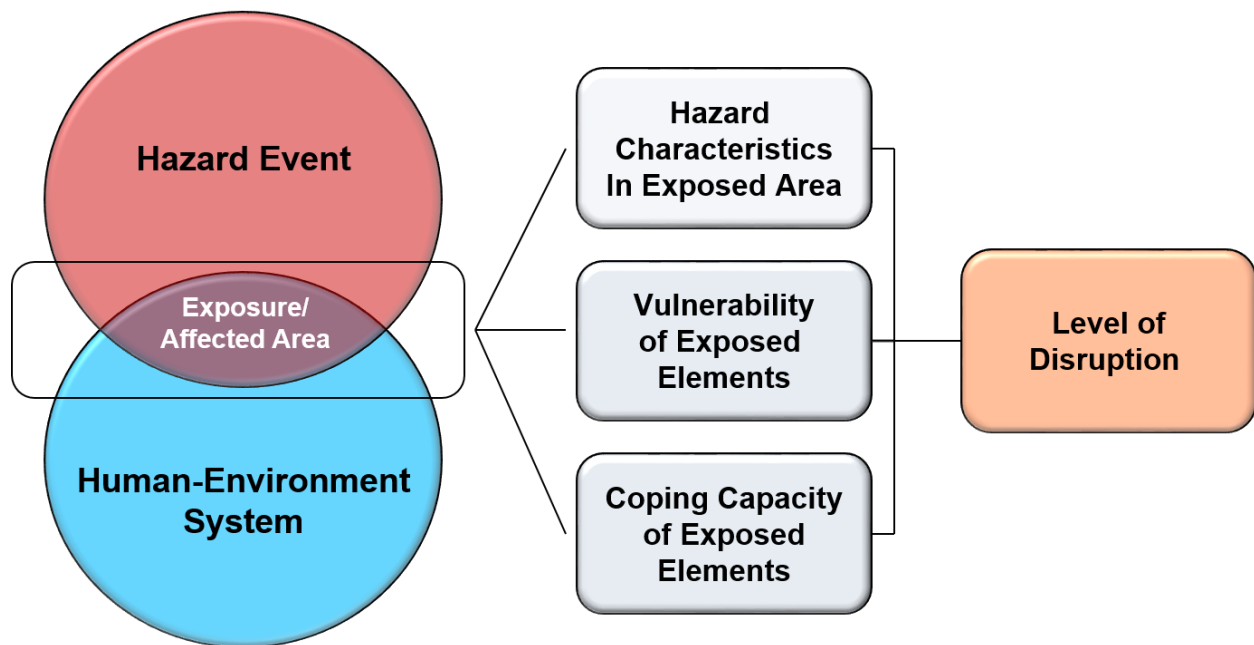 Hazard Event
Exposure/
Affected Area
Human-Environment
System
Hazard
Characteristics
In Exposed Area
Vulnerability
of Exposed
Elements
Coping Capacity
of Exposed
Elements
Level of
Disruption